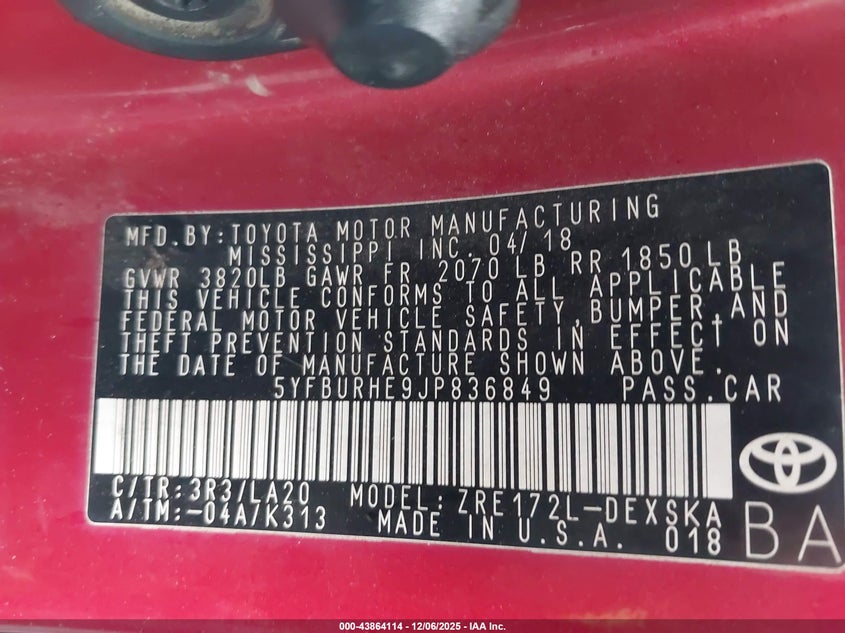 MFD.BY:TOYOTA MOTOR MANUFACTURING
MISSISSIPPI INC. 04/18
GVWR 3820LB GAWR FR 2070 LB RR 1850 LB
THIS VEHICLE CONFORMS TO ALL APPLICABLE
FEDERAL MOTOR VEHICLE SAFETY,BUMPER,AND
THEFT PREVENTION STANDARDS IN EFFECT ON
THE DATE OF MANUFACTURE SHOWN ABOVE.
5YFBURHE9JP836849 PASS.CAR
C/TR:3R3/LA20 MODEL:ZRE172L-DEXSKA
A/TM:-04A/K313 MADE IN U.S.A. 018
BA
000-43864114 - 12/06/2025 - IAA Inc.